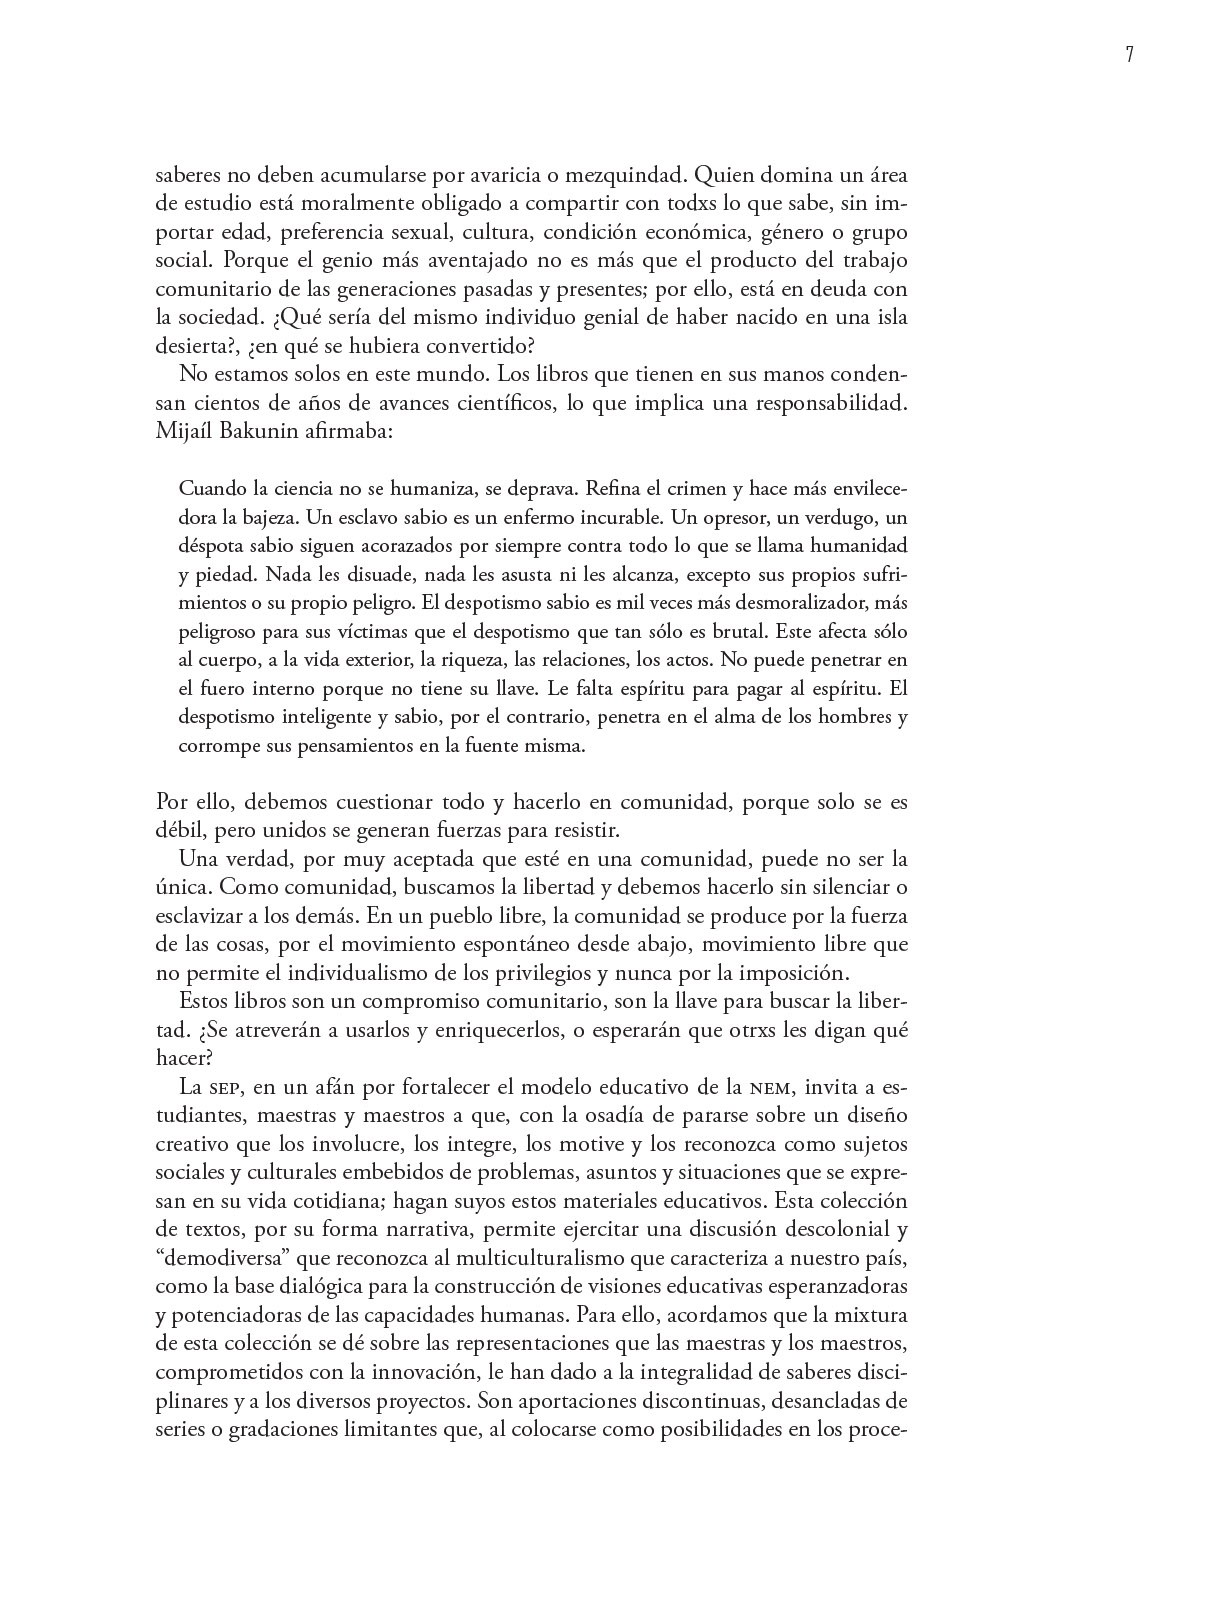 7
saberes no deben acumularse por avaricia o mezquindad. Quien domina un área
de estudio está moralmente obligado a compartir con todxs lo que sabe, sin im-
portar edad, preferencia sexual, cultura, condición económica, género o grupo
social. Porque el genio más aventajado no es más que el producto del trabajo
comunitario de las generaciones pasadas y presentes; por ello, está en deuda con
la sociedad. ¿Qué sería del mismo individuo genial de haber nacido en una isla
desierta?, ¿en qué se hubiera convertido?
No estamos solos en este mundo. Los libros que tienen en sus manos conden-
san cientos de años de avances científicos, lo que implica una responsabilidad.
Mijaíl Bakunin afirmaba:
Cuando la ciencia no se humaniza, se deprava. Refina el crimen y hace más envilece-
dora la bajeza. Un esclavo sabio es un enfermo incurable. Un opresor, un verdugo, un
déspota sabio siguen acorazados por siempre contra todo lo que se llama humanidad
y piedad. Nada les disuade, nada les asusta ni les alcanza, excepto sus propios sufri-
mientos o su propio peligro. El despotismo sabio es mil veces más desmoralizador, más
peligroso para sus víctimas que el despotismo que tan sólo es brutal. Este afecta sólo
al cuerpo, a la vida exterior, la riqueza, las relaciones, los actos. No puede penetrar en
el fuero interno porque no tiene su llave. Le falta espíritu para pagar al espíritu. El
despotismo inteligente y sabio, por el contrario, penetra en el alma de los hombres y
corrompe sus pensamientos en la fuente misma.
Por ello, debemos cuestionar todo y hacerlo en comunidad, porque solo se es
débil, pero unidos se generan fuerzas para resistir.
Una verdad, por muy aceptada que esté en una comunidad, puede no ser la
única. Como comunidad, buscamos la libertad y debemos hacerlo sin silenciar o
esclavizar a los demás. En un pueblo libre, la comunidad se produce por la fuerza
de las cosas, por el movimiento espontáneo desde abajo, movimiento libre que
no permite el individualismo de los privilegios y nunca por la imposición.
Estos libros son un compromiso comunitario, son la llave para buscar la liber-
tad. ¿Se atreverán a usarlos y enriquecerlos, o esperarán que otrxs les digan qué
hacer?
La SEP, en un afán por fortalecer el modelo educativo de la NEM, invita a es-
tudiantes, maestras y maestros a que, con la osadía de pararse sobre un diseño
creativo que los involucre, los integre, los motive y los reconozca como sujetos
sociales y culturales embebidos de problemas, asuntos y situaciones que se expre-
san en su vida cotidiana; hagan suyos estos materiales educativos. Esta colección
de textos, por su forma narrativa, permite ejercitar una discusión descolonial y
“demodiversa” que reconozca al multiculturalismo que caracteriza a nuestro país,
como la base dialógica para la construcción de visiones educativas esperanzadoras
y potenciadoras de las capacidades humanas. Para ello, acordamos que la mixtura
de esta colección se dé sobre las representaciones que las maestras y los maestros,
comprometidos con la innovación, le han dado a la integralidad de saberes disci-
plinares y a los diversos proyectos. Son aportaciones discontinuas, desancladas de
series o gradaciones limitantes que, al colocarse como posibilidades en los proce-